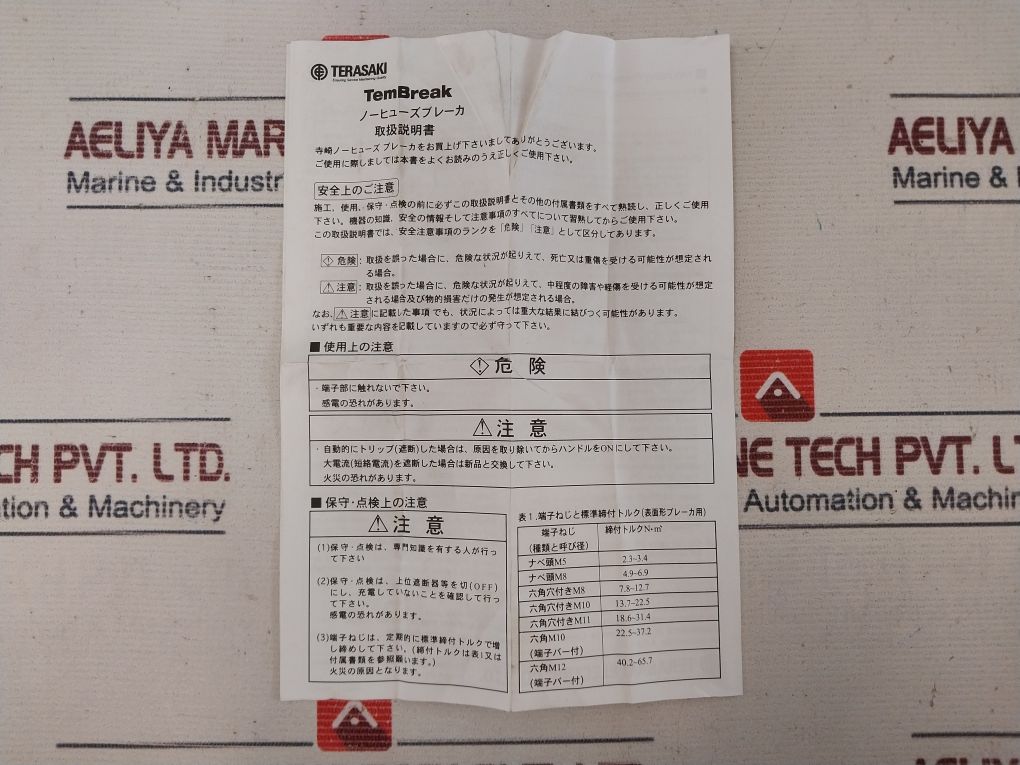 TERASAKI
TemBreak
ノーヒューズブレーカ
取扱説明書
寺崎ノーヒューズ ブレーカをお買上げ下さいましてありがとうございます。
ご使用に際しましては本書をよくお読みのうえ正しくご使用下さい。
安全上のご注意
施工、使用、保守・点検の前に必ずこの取扱説明書とその他の付属書類をすべて熟読し、正しくご使用
下さい。機器の知識、安全の情報そして注意事項のすべてについて習熟してからご使用下さい。
この取扱説明書では、安全注意事項のランクを「危険」「注意」として区分してあります。
危険：取扱を誤った場合に、危険な状況が起りえて、死亡又は重傷を受ける可能性が想定され
る場合。
注意：取扱を誤った場合に、危険な状況が起りえて、中程度の障害や軽傷を受ける可能性が想定
される場合及び物的損害だけの発生が想定される場合。
なお、注意に記載した事項 でも、状況によっては重大な結果に結びつく可能性があります。
いずれも重要な内容を記載していますので必ず守って下さい。
■ 使用上の注意
危 険
・端子部に触れないで下さい。
感電の恐れがあります。
注 意
・自動的にトリップ(遮断)した場合は、原因を取り除いてからハンドルをONにして下さい。
大電流(短絡電流)を遮断した場合は新品と交換して下さい。
火災の恐れがあります。
■ 保守・点検上の注意
注 意
(1)保守・点検は、専門知識を有する人が行っ
て下さい
(2)保守・点検は、上位遮断器等を切(OFF)
にし、充電していないことを確認して行っ
て下さい。
感電の恐れがあります。
(3)端子ねじは、定期的に標準締付トルクで増
し締めして下さい。(締付トルクは表1又は
付属書類を参照願います。)
火災の原因となります。
表1.端子ねじと標準締付トルク(表面形ブレーカ用)
端子ねじ 締付トルクN・m
(種類と呼び径)
ナベ頭M5 2.3~3.4
ナベ頭M8 4.9~6.9
六角穴付きM8 7.8~12.7
六角穴付きM10 13.7~22.5
六角穴付きM11 18.6~31.4
六角M10 22.5~37.2
(端子バー付)
六角M12 40.2~65.7
(端子バー付)
AELIYA MAR
Marine & Industr
AELIYA
Marine &
CH PVT. LTD.
tion & Machinery
NE TECH PVT. LT
Automation & Machin
AELIYA